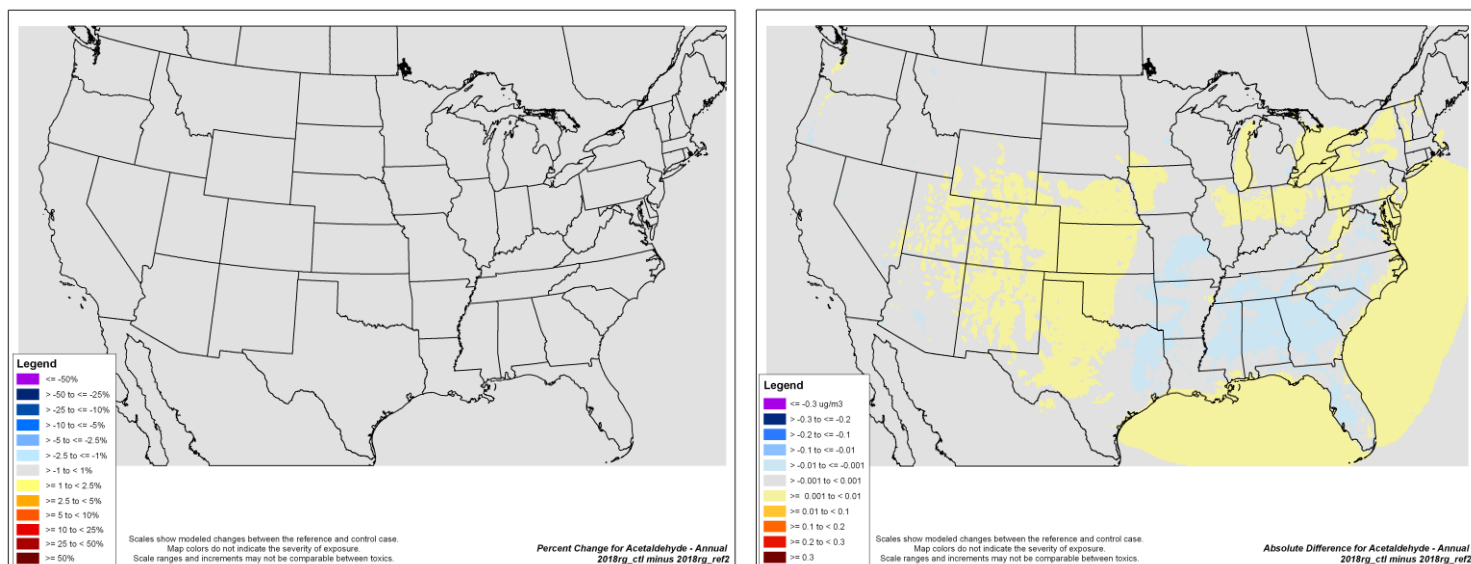 Legend
<= -50%
> -50 to <= -25%
> -25 to <= -10%
> -10 to <= -5%
> -5 to <= -2.5%
> -2.5 to <= -1%
> -1 to < 1%
>= 1 to < 2.5%
>= 2.5 to < 5%
>= 5 to < 10%
>= 10 to < 25%
>= 25 to < 50%
>= 50%
Scales show modeled changes between the reference and control case.
Map colors do not indicate the severity of exposure.
Scale ranges and increments may not be comparable between toxics.
Percent Change for Acetaldehyde - Annual
2018rg_ctl minus 2018rg_ref2
Legend
<= -0.3 ug/m3
> -0.3 to <= -0.2
> -0.2 to <= -0.1
> -0.1 to <= -0.01
> -0.01 to <= -0.001
> -0.001 to < 0.001
>= 0.001 to < 0.01
>= 0.01 to < 0.1
>= 0.1 to < 0.2
>= 0.2 to < 0.3
>= 0.3
Scales show modeled changes between the reference and control case.
Map colors do not indicate the severity of exposure.
Scale ranges and increments may not be comparable between toxics.
Absolute Difference for Acetaldehyde - Annual
2018rg_ctl minus 2018rg_ref2